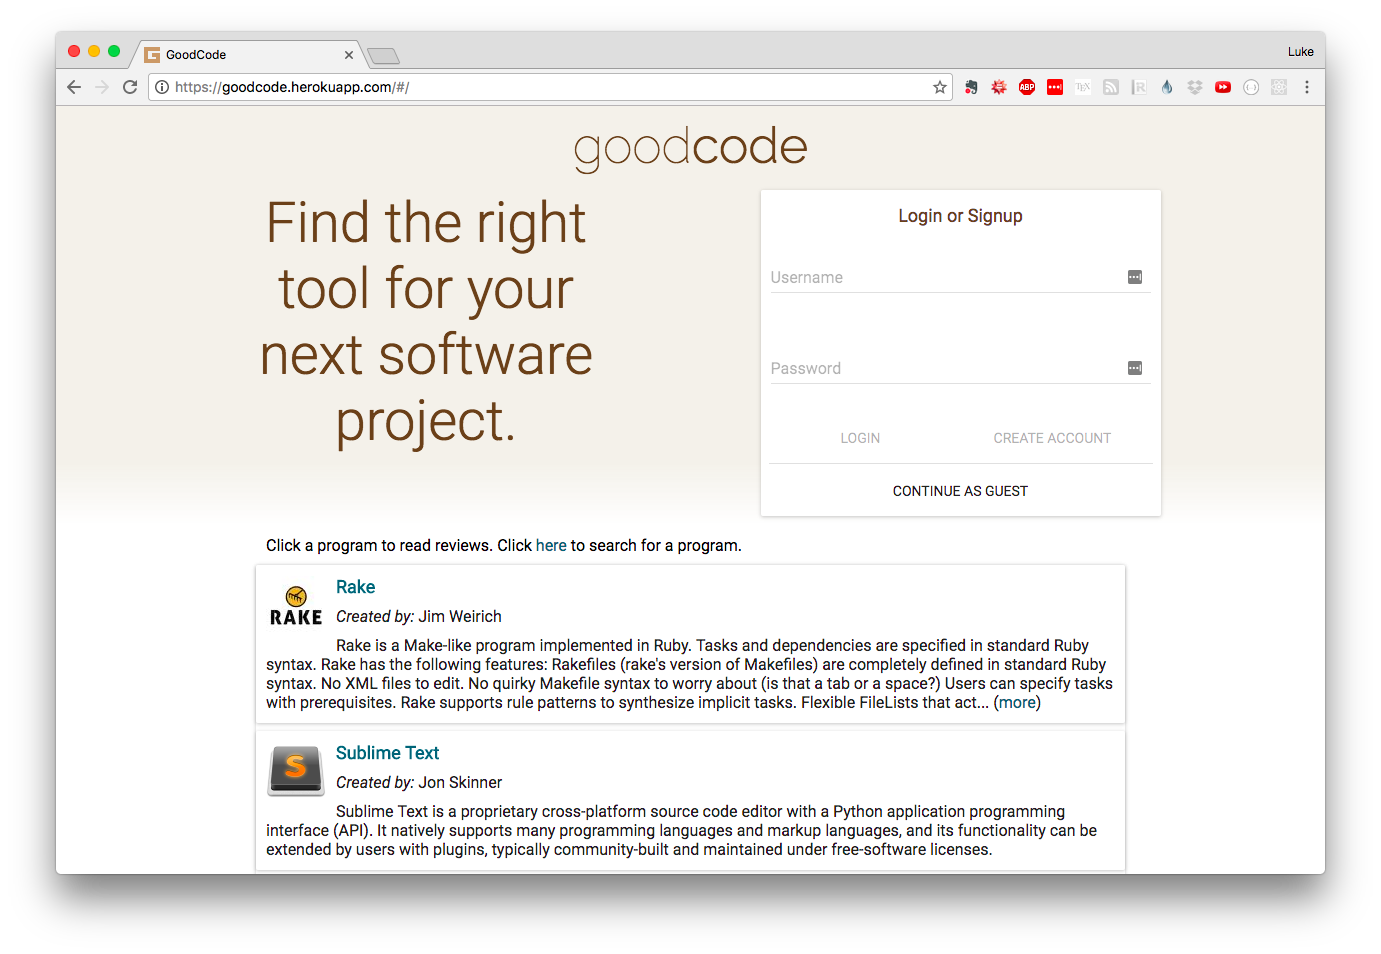 GoodCode
Luke
https://goodcode.herokuapp.com/#/
ABP
goodcode
Find the right
tool for your
next software
project.
Login or Signup
Username
Password
LOGIN
CREATE ACCOUNT
CONTINUE AS GUEST
Click a program to read reviews. Click here to search for a program.
RAKE
Rake
Created by: Jim Weirich
Rake is a Make-like program implemented in Ruby. Tasks and dependencies are specified in standard Ruby
syntax. Rake has the following features: Rakefiles (rake's version of Makefiles) are completely defined in standard Ruby
syntax. No XML files to edit. No quirky Makefile syntax to worry about (is that a tab or a space?) Users can specify tasks
with prerequisites. Rake supports rule patterns to synthesize implicit tasks. Flexible FileLists that act... (more)
S
Sublime Text
Created by: Jon Skinner
Sublime Text is a proprietary cross-platform source code editor with a Python application programming
interface (API). It natively supports many programming languages and markup languages, and its functionality can be
extended by users with plugins, typically community-built and maintained under free-software licenses.